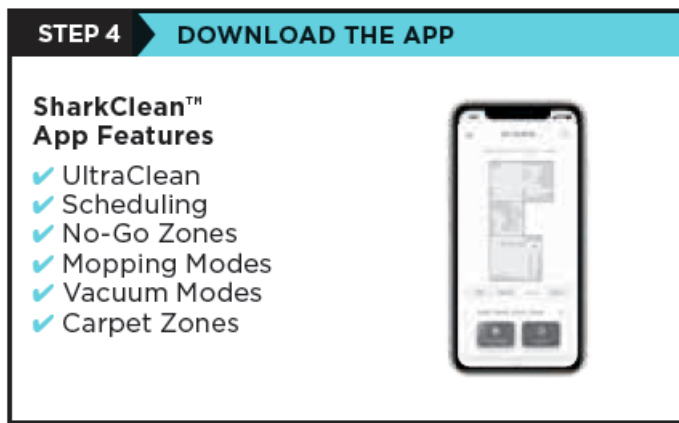 STEP 4
DOWNLOAD THE APP
SharkClean™
App Features
✔ UltraClean
✔ Scheduling
✔ No-Go Zones
✔ Mopping Modes
✔ Vacuum Modes
✔ Carpet Zones